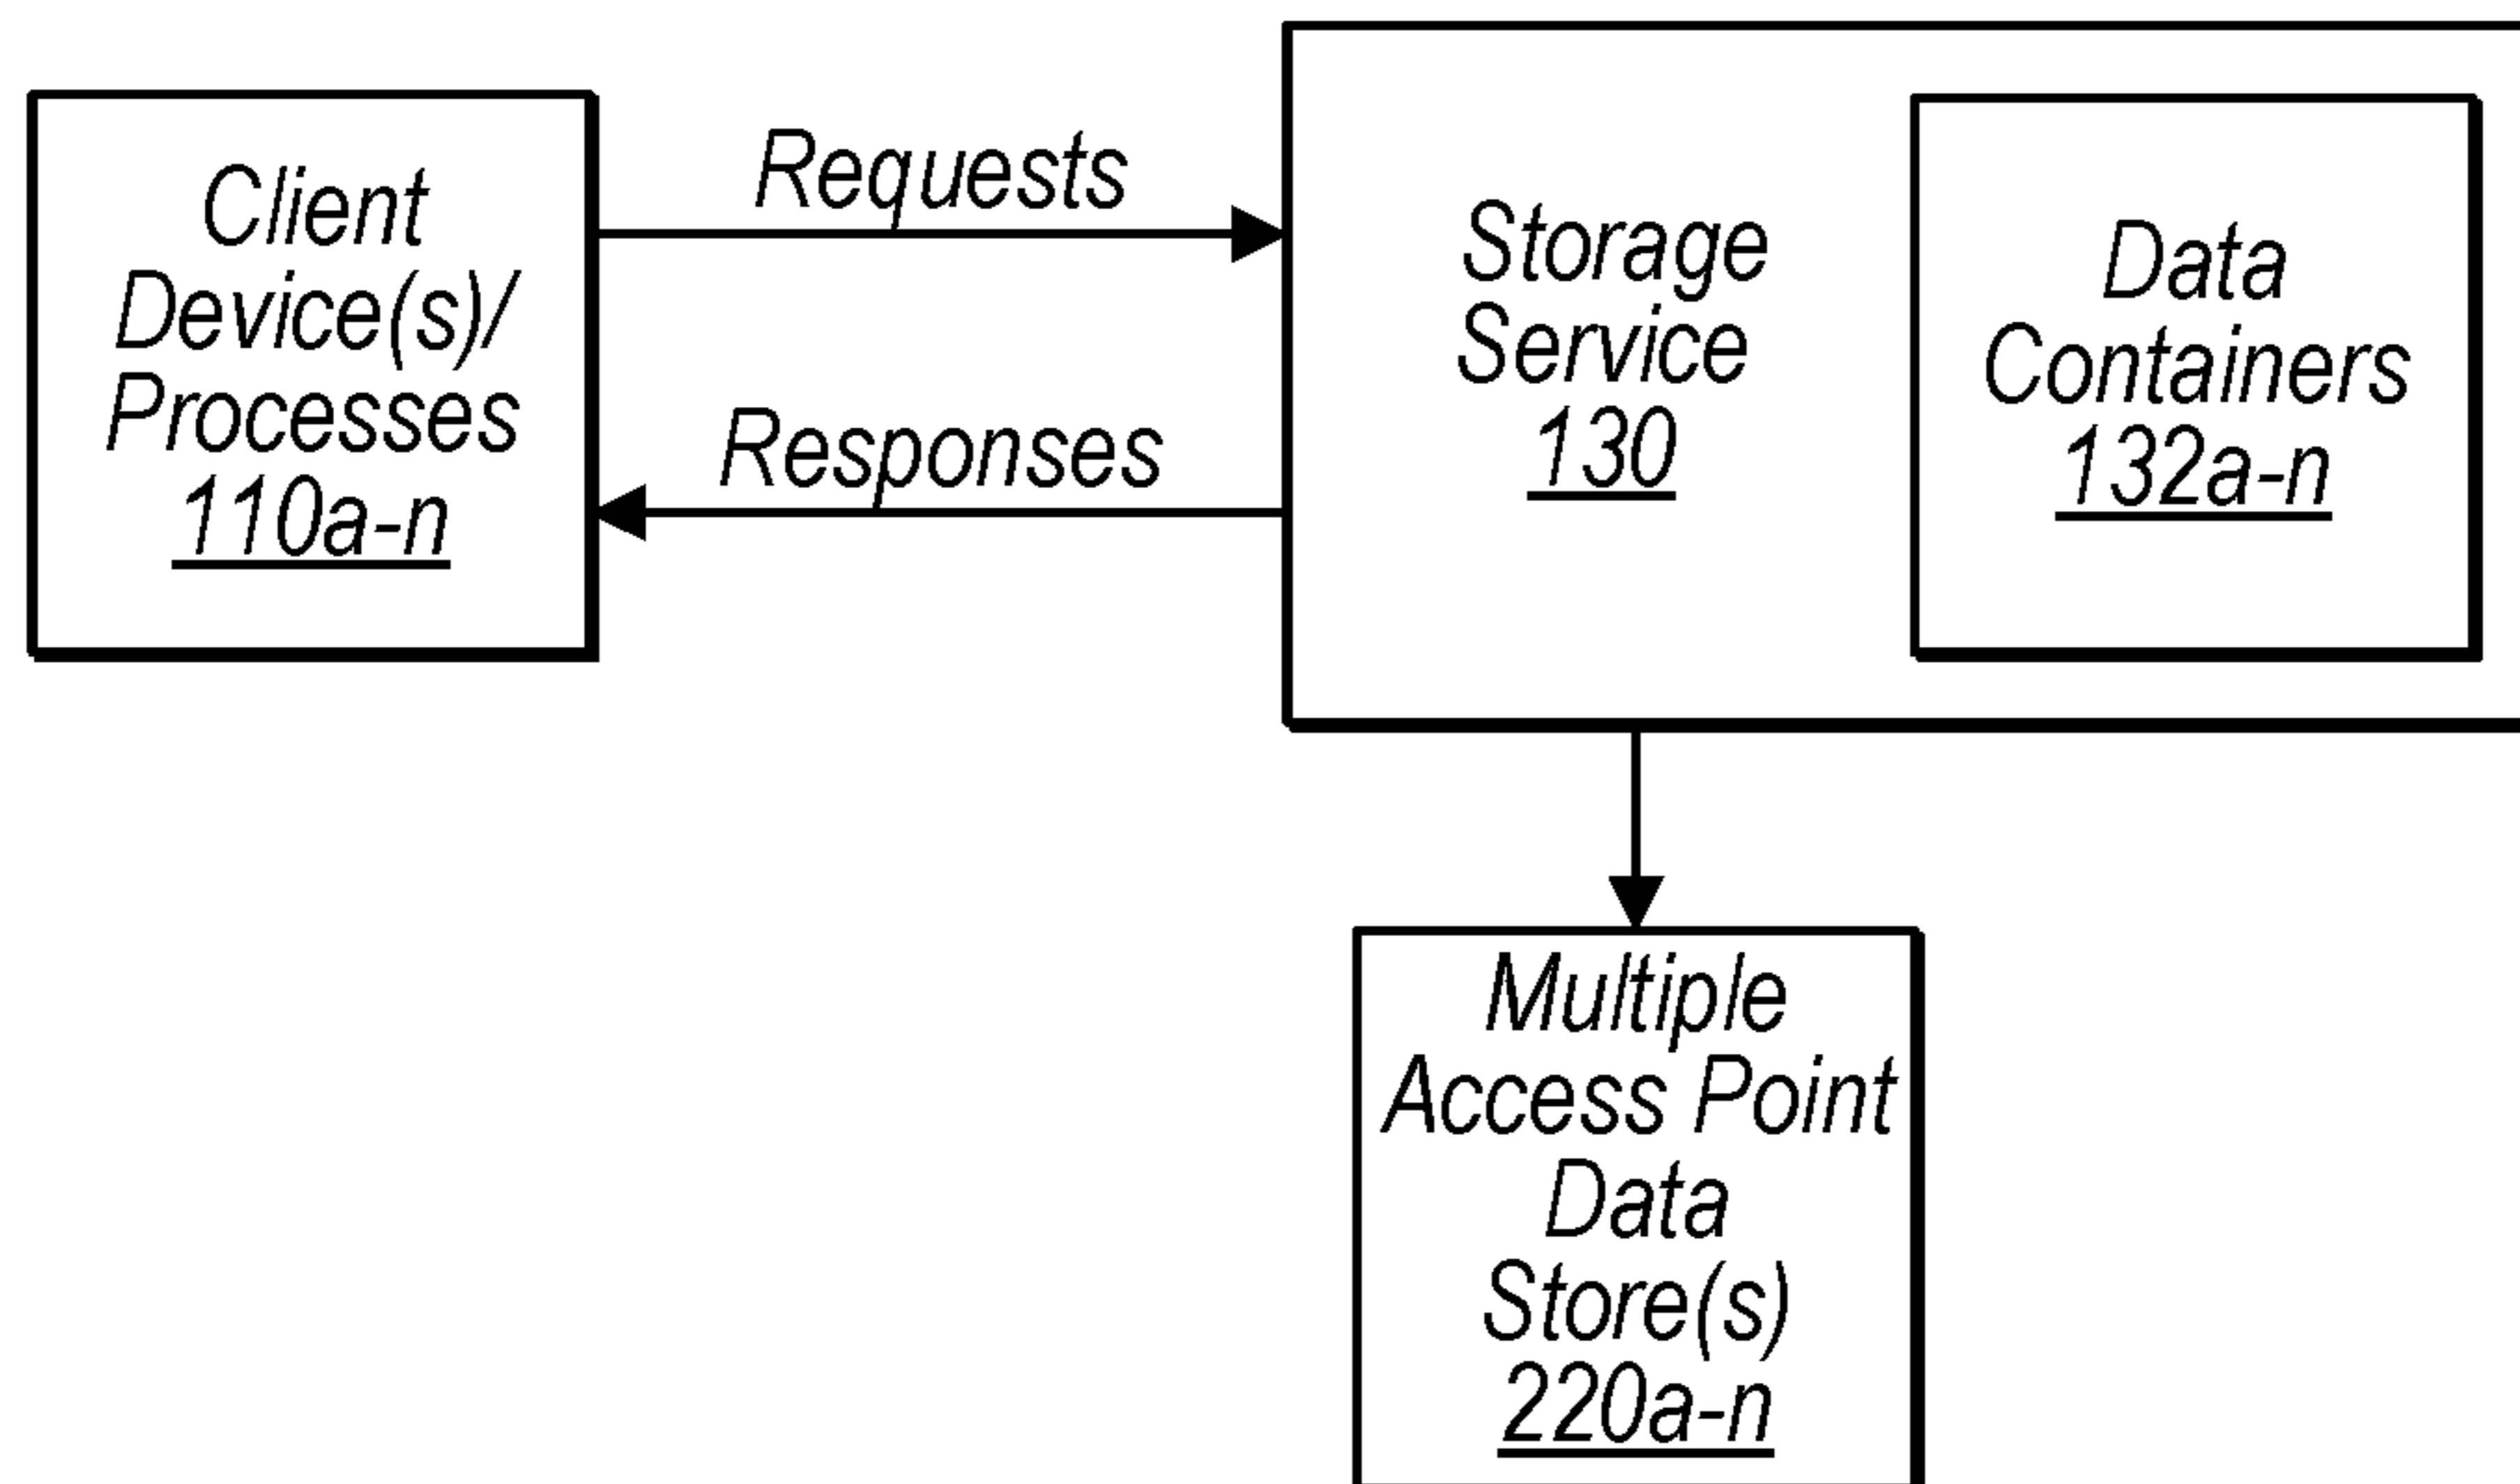 Client
Device(s)/
Processes
110a-n
Requests
Responses
Storage
Service
130
Data
Containers
132a-n
Multiple
Access Point
Data
Store(s)
220a-n